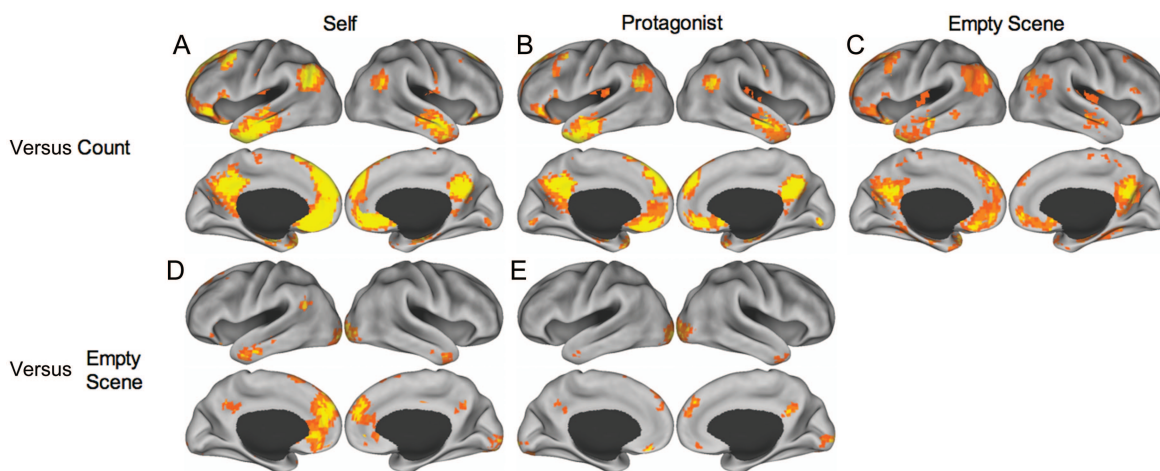 Self
Protagonist
Empty Scene
A
B
C
Versus Count
D
E
Versus Empty
Scene